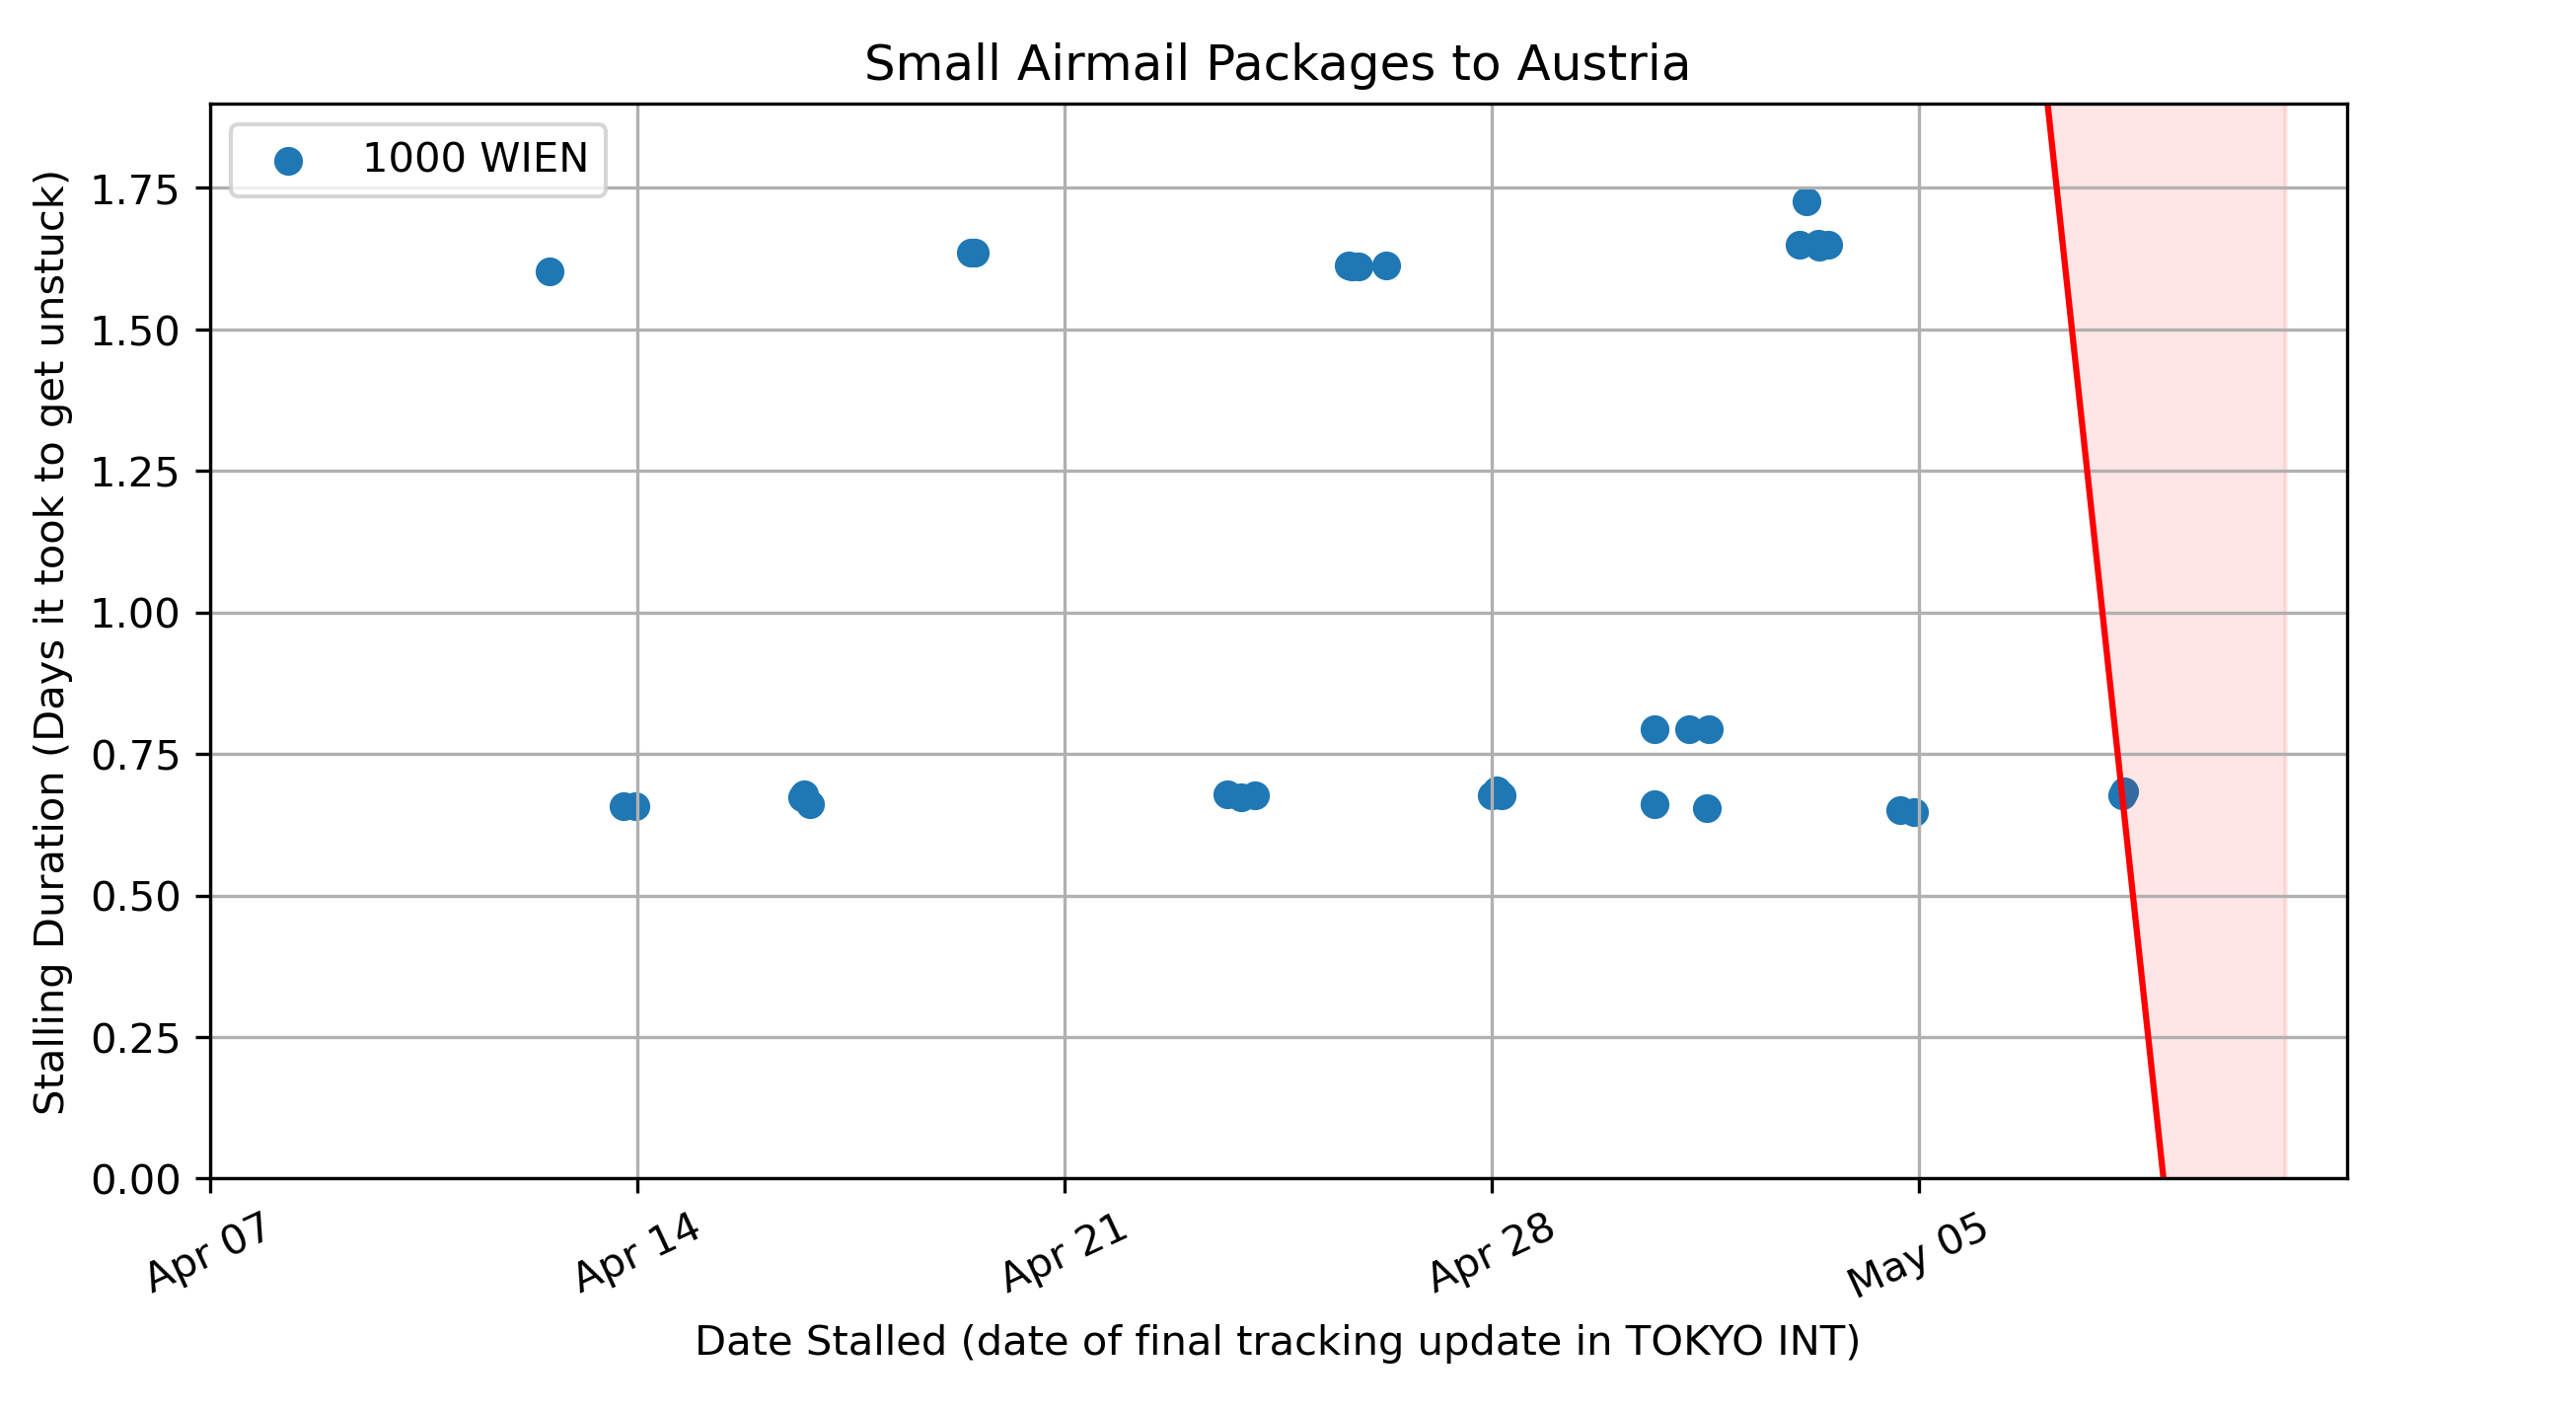 Small Airmail Packages to Austria
1000 WIEN
Stalling Duration (Days it took to get unstuck)
1.75
1.50
1.25
1.00
0.75
0.50
0.25
0.00
Apr 07
Apr 14
Apr 21
Apr 28
May 05
Date Stalled (date of final tracking update in TOKYO INT)